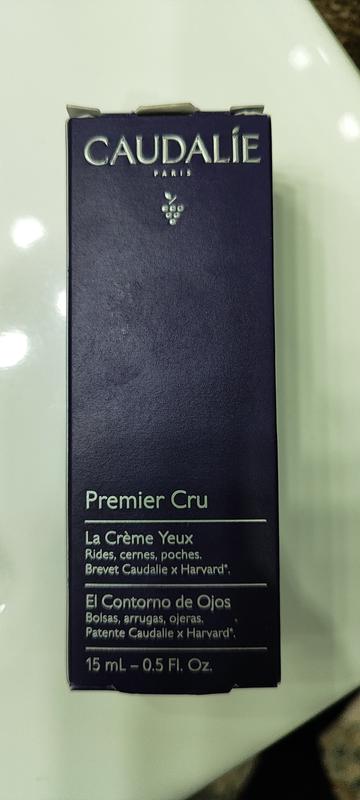 CAUDALÍE
PARIS
Premier Cru
La Crème Yeux
Rides, cernes, poches.
Brevet Caudalie x Harvard*.
El Contorno de Ojos
Bolsas, arrugas, ojeras.
Patente Caudalie x Harvard*.
15 mL – 0.5 Fl. Oz.